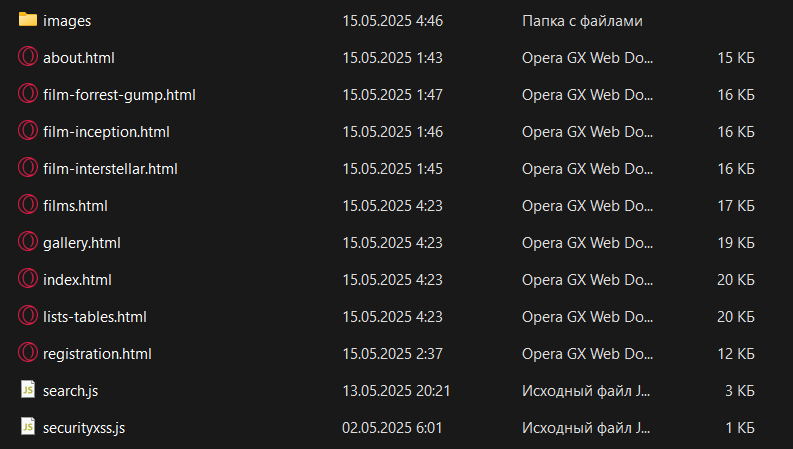 images 15.05.2025 4:46 Папка с файлами
about.html 15.05.2025 1:43 Opera GX Web Do... 15 КБ
film-forrest-gump.html 15.05.2025 1:47 Opera GX Web Do... 16 КБ
film-inception.html 15.05.2025 1:46 Opera GX Web Do... 16 КБ
film-interstellar.html 15.05.2025 1:45 Opera GX Web Do... 16 КБ
films.html 15.05.2025 4:23 Opera GX Web Do... 17 КБ
gallery.html 15.05.2025 4:23 Opera GX Web Do... 19 КБ
index.html 15.05.2025 4:23 Opera GX Web Do... 20 КБ
lists-tables.html 15.05.2025 4:23 Opera GX Web Do... 20 КБ
registration.html 15.05.2025 2:37 Opera GX Web Do... 12 КБ
JS search.js 13.05.2025 20:21 Исходный файл J... 3 КБ
JS securityxss.js 02.05.2025 6:01 Исходный файл J... 1 КБ